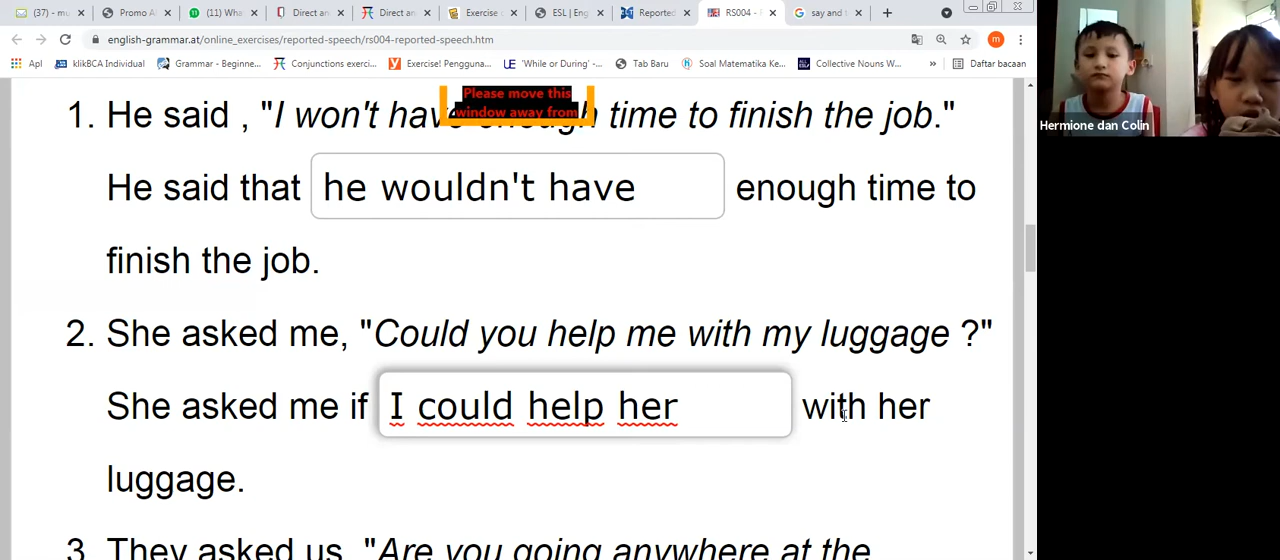 (37) - mu
Promo Al
(11) Wha
Direct an
Direct an
Exercise o
ESL | Eng
Reported
RS004 - R
say and t
english-grammar.at/online_exercises/reported-speech/rs004-reported-speech.htm
m
Apl
klikBCA Individual
Grammar - Beginne...
Conjunctions exerci...
Exercise! Pengguna...
'While or During' -...
Tab Baru
Soal Matematika Ke...
Collective Nouns W...
»
Daftar bacaan
Please move this
window away from
1. He said , "I won't have enough time to finish the job."
He said that he wouldn't have enough time to
finish the job.
2. She asked me, "Could you help me with my luggage ?"
She asked me if I could help her with her
luggage.
3. They asked us, "Are you going anywhere at the
Hermione dan Colin